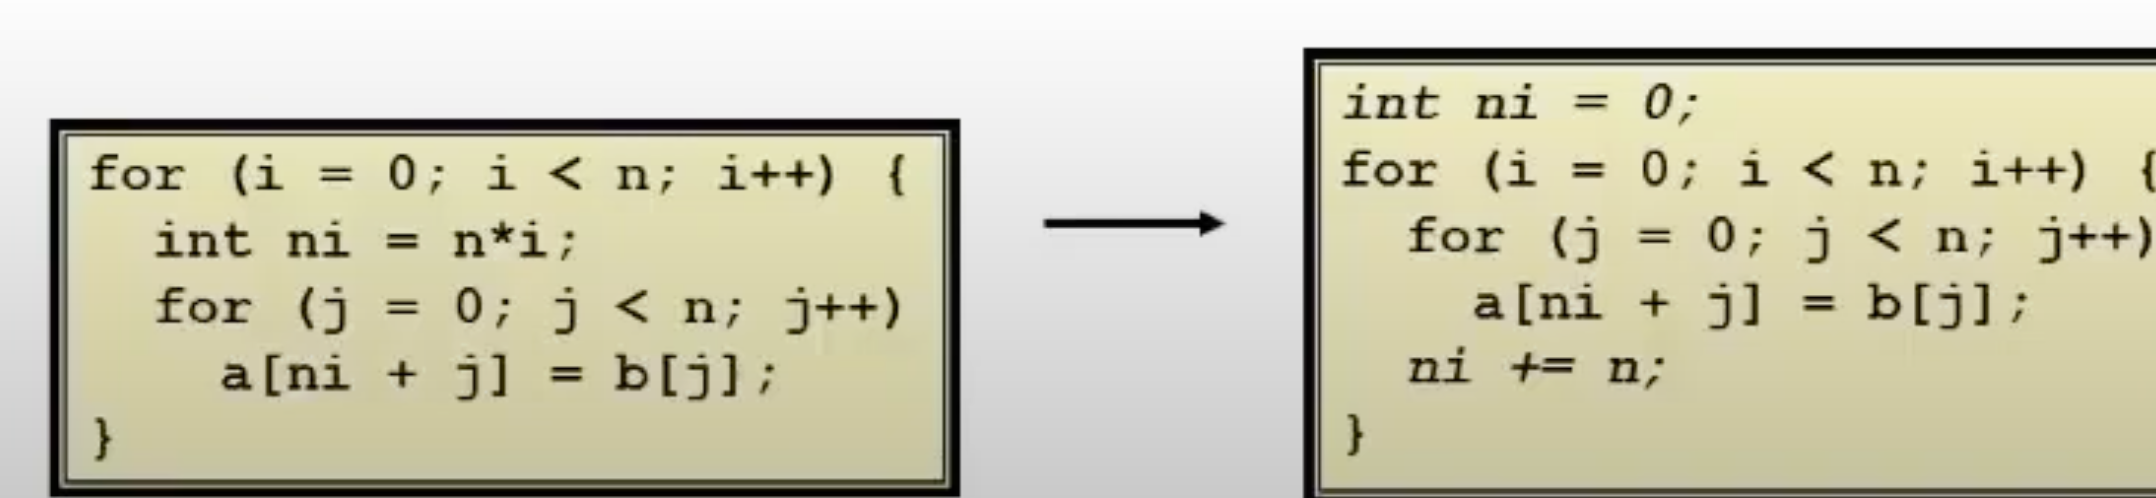 for (i = 0; i < n; i++) {
  int ni = n*i;
  for (j = 0; j < n; j++)
    a[ni + j] = b[j];
}
int ni = 0;
for (i = 0; i < n; i++) {
  for (j = 0; j < n; j++)
    a[ni + j] = b[j];
  ni += n;
}